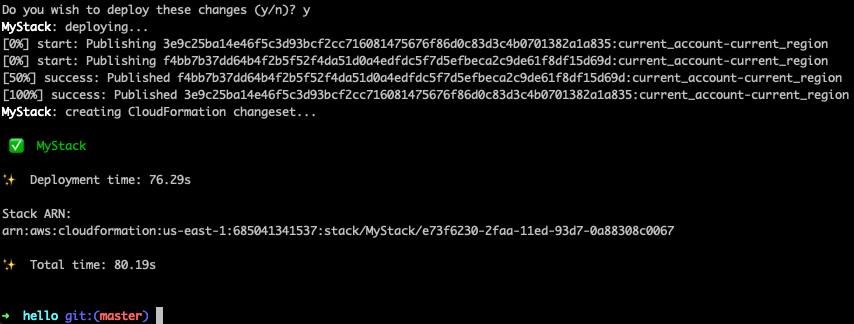 Do you wish to deploy these changes (y/n)? y
MyStack: deploying...
[0%] start: Publishing 3e9c25ba14e46f5c3d93bcf2cc716081475676f86d0c83d3c4b0701382a1a835:current_account-current_region
[0%] start: Publishing f4bb7b37dd64b4f2b5f52f4da51d0a4edfdc5f7d5efbeca2c9de61f8df15d69d:current_account-current_region
[50%] success: Published f4bb7b37dd64b4f2b5f52f4da51d0a4edfdc5f7d5efbeca2c9de61f8df15d69d:current_account-current_region
[100%] success: Published 3e9c25ba14e46f5c3d93bcf2cc716081475676f86d0c83d3c4b0701382a1a835:current_account-current_region
MyStack: creating CloudFormation changeset...
✅ MyStack
✨ Deployment time: 76.29s
Stack ARN:
arn:aws:cloudformation:us-east-1:685041341537:stack/MyStack/e73f6230-2faa-11ed-93d7-0a88308c0067
✨ Total time: 80.19s
➜ hello git:(master)